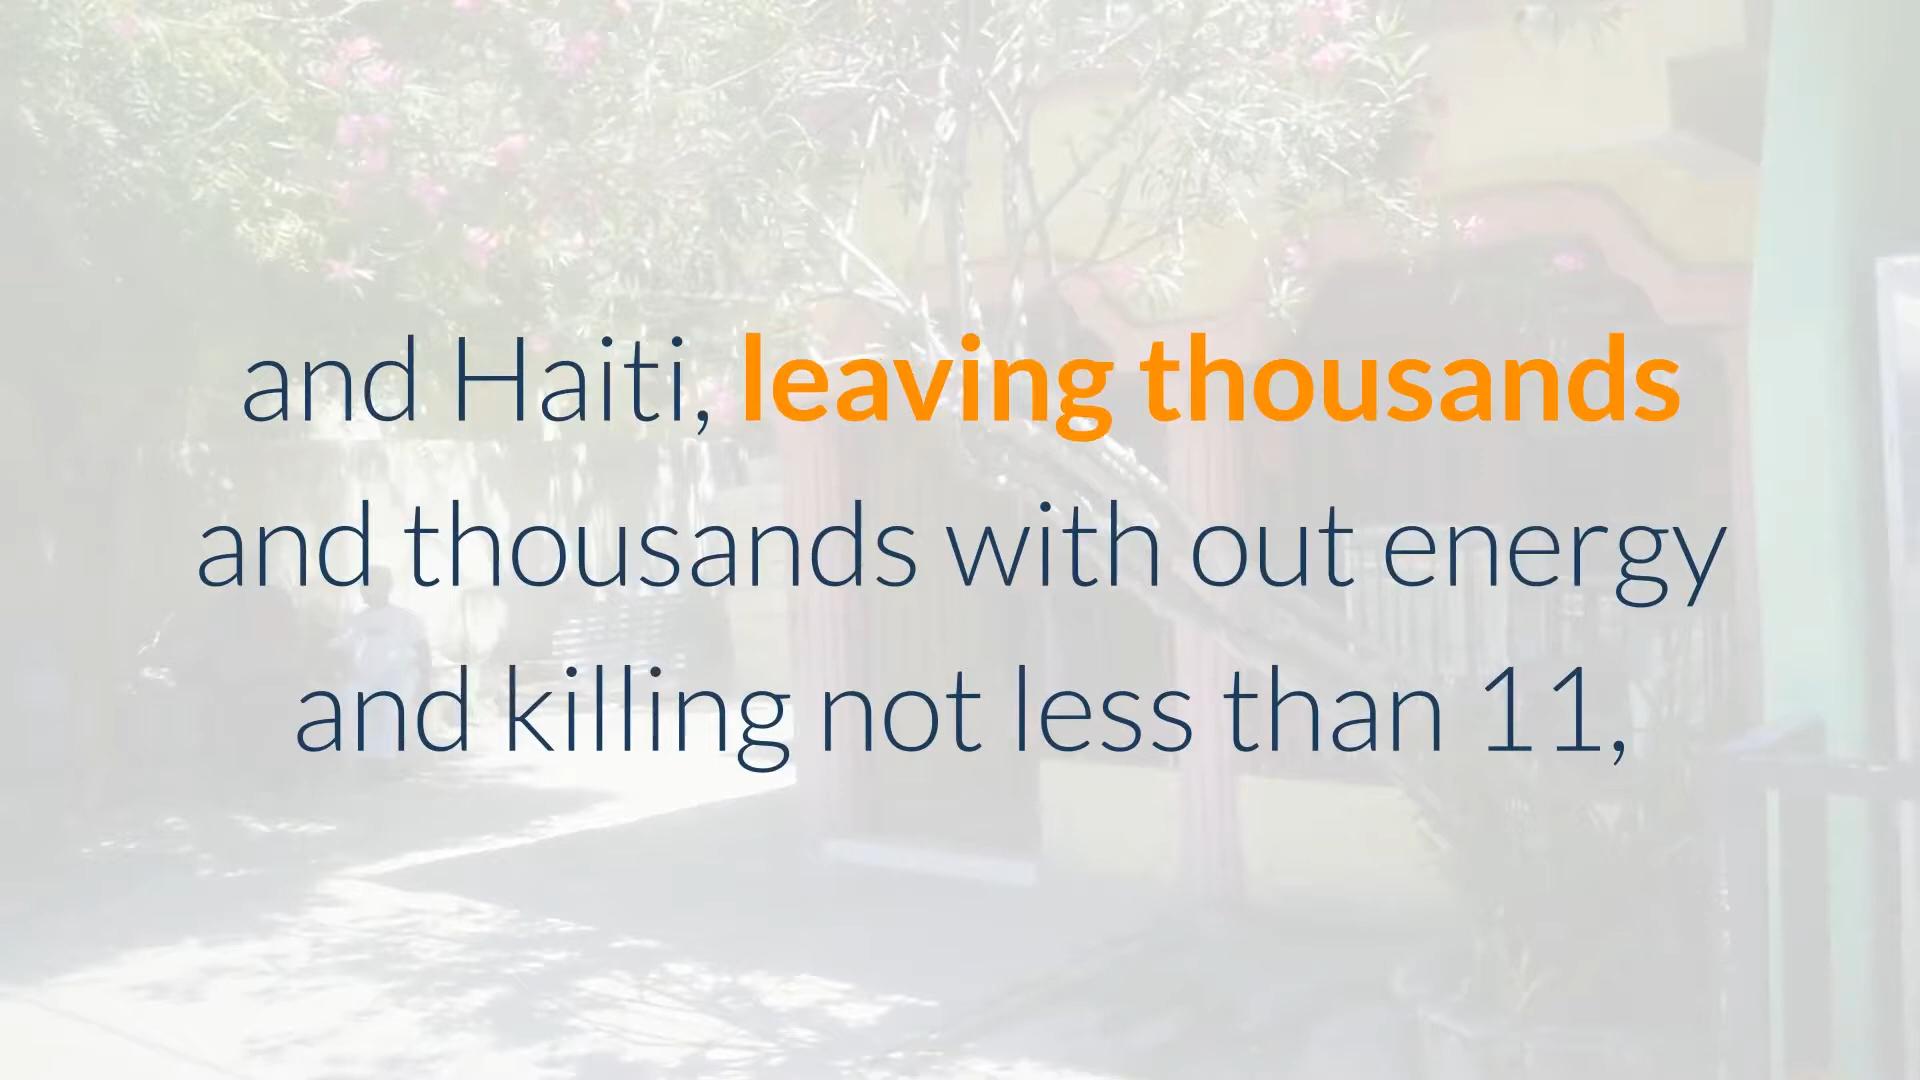 and Haiti, leaving thousands
and thousands with out energy
and killing not less than 11,